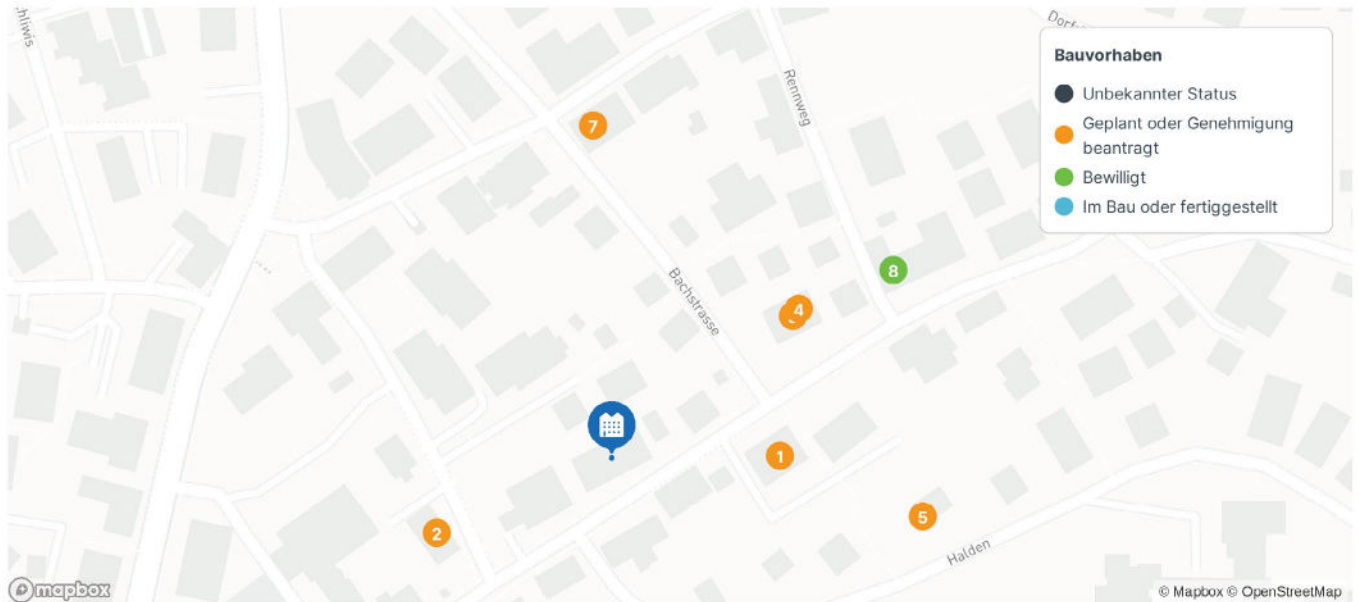 Bauvorhaben
Unbekannter Status
Geplant oder Genehmigung
beantragt
Bewilligt
Im Bau oder fertiggestellt
Rennweg
7
8
Bachstrasse
4
1
2
5
Halden
mapbox
© Mapbox © OpenStreetMap